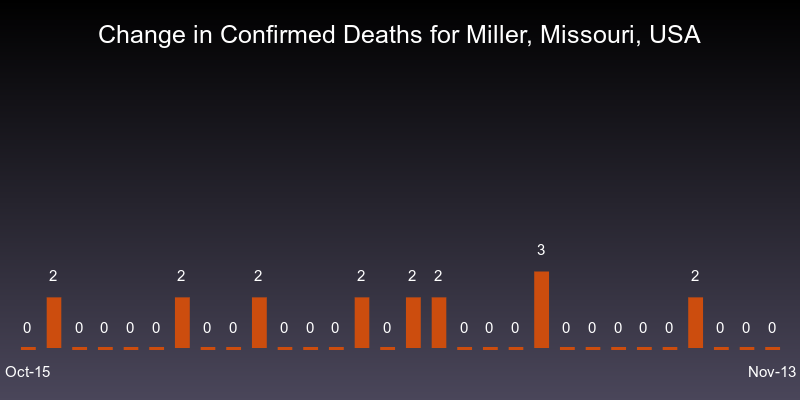 Change in Confirmed Deaths for Miller, Missouri, USA
3
2 2 2 2 2 2 2
0 0 0 0 0 0 0 0 0 0 0 0 0 0 0 0 0 0 0 0 0 0
Oct-15 Nov-13